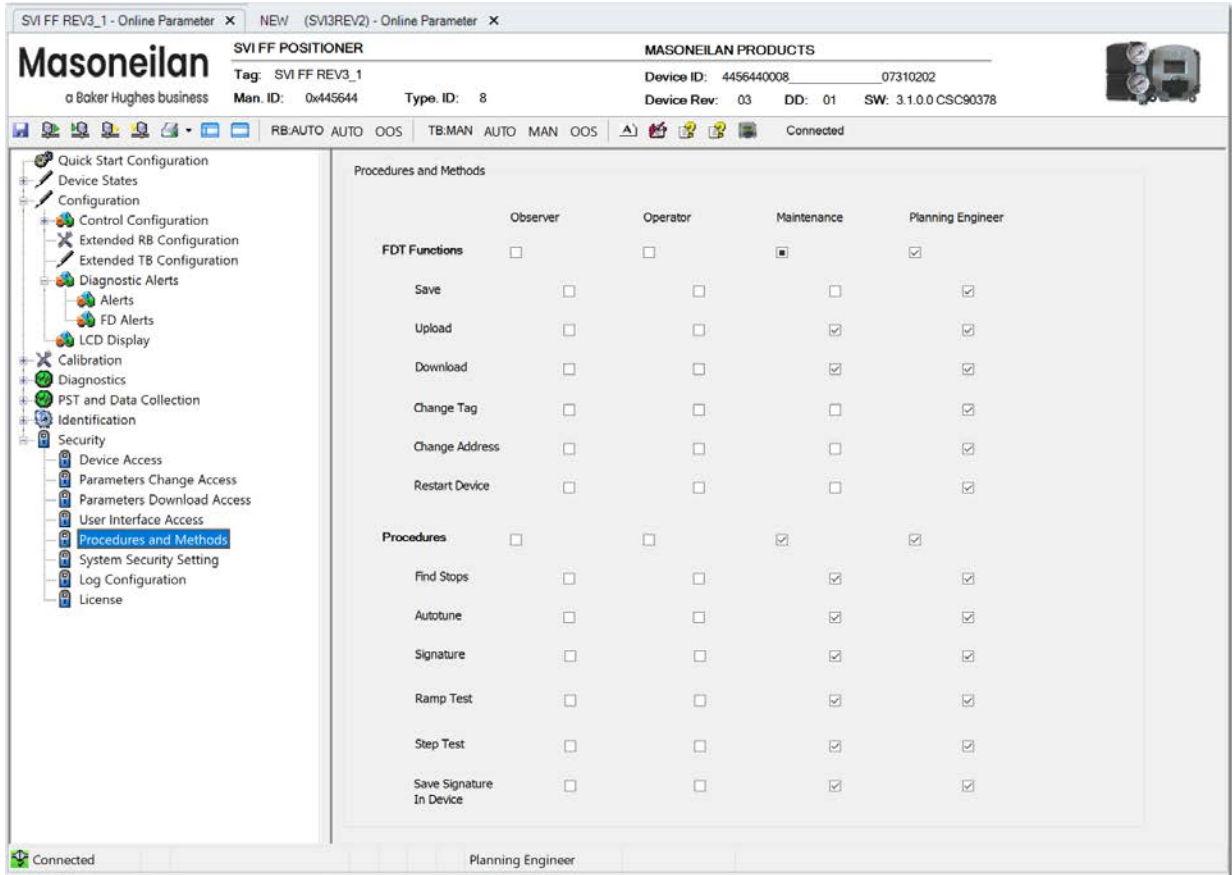 SVI FF REV3_1 - Online Parameter X NEW (SVI3REV2) - Online Parameter X
Masoneilan
a Baker Hughes business
SVI FF POSITIONER
Tag: SVI FF REV3_1
Man. ID: 0x445644 Type. ID: 8
MASONEILAN PRODUCTS
Device ID: 4456440008__________07310202
Device Rev: 03 DD: 01 SW: 3.1.0.0 CSC90378
RB:AUTO AUTO OOS TB:MAN AUTO MAN OOS A) Connected
Quick Start Configuration
Device States
Configuration
Control Configuration
Extended RB Configuration
Extended TB Configuration
Diagnostic Alerts
Alerts
FD Alerts
LCD Display
Calibration
Diagnostics
PST and Data Collection
Identification
Security
Device Access
Parameters Change Access
Parameters Download Access
User Interface Access
Procedures and Methods
System Security Setting
Log Configuration
License
Procedures and Methods
Observer Operator Maintenance Planning Engineer
FDT Functions
Save
Upload
Download
Change Tag
Change Address
Restart Device
Procedures
Find Stops
Autotune
Signature
Ramp Test
Step Test
Save Signature
In Device
Connected Planning Engineer